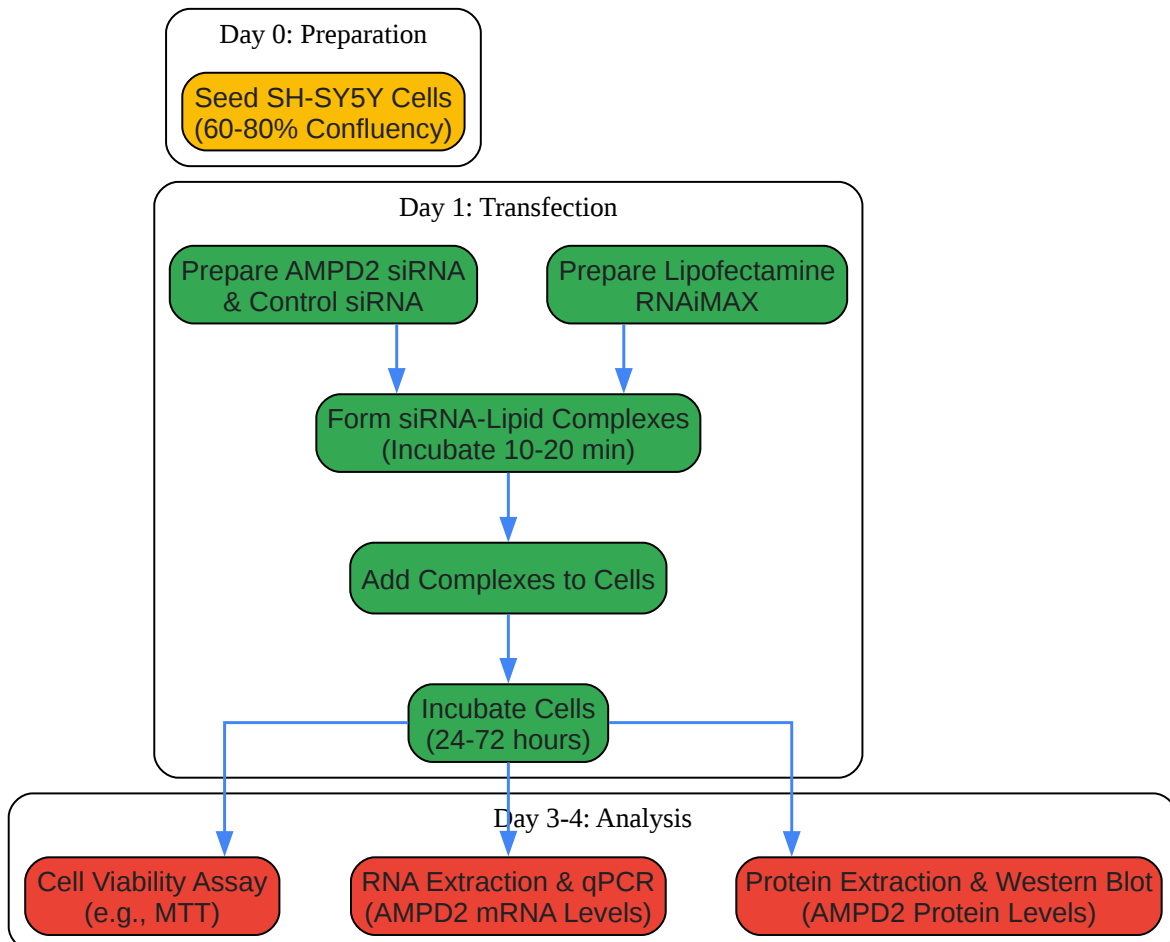 Day 0: Preparation
Seed SH-SY5Y Cells
(60-80% Confluency)
Day 1: Transfection
Prepare AMPD2 siRNA
& Control siRNA
Prepare Lipofectamine
RNAiMAX
Form siRNA-Lipid Complexes
(Incubate 10-20 min)
Add Complexes to Cells
Incubate Cells
(24-72 hours)
Day 3-4: Analysis
Cell Viability Assay
(e.g., MTT)
RNA Extraction & qPCR
(AMPD2 mRNA Levels)
Protein Extraction & Western Blot
(AMPD2 Protein Levels)